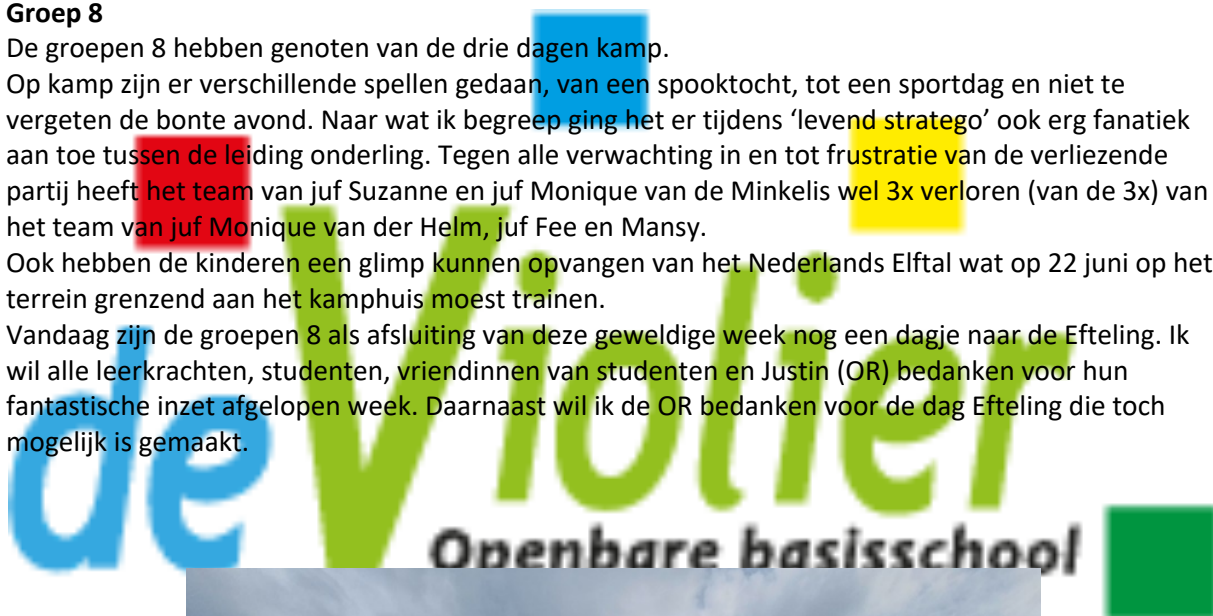 Groep 8
De groepen 8 hebben genoten van de drie dagen kamp.
Op kamp zijn er verschillende spellen gedaan, van een spooktocht, tot een sportdag en niet te
vergeten de bonte avond. Naar wat ik begreep ging het er tijdens ‘levend stratego’ ook erg fanatiek
aan toe tussen de leiding onderling. Tegen alle verwachting in en tot frustratie van de verliezende
partij heeft het team van juf Suzanne en juf Monique van de Minkelis wel 3x verloren (van de 3x) van
het team van juf Monique van der Helm, juf Fee en Mansy.
Ook hebben de kinderen een glimp kunnen opvangen van het Nederlands Elftal wat op 22 juni op het
terrein grenzend aan het kamphuis moest trainen.
Vandaag zijn de groepen 8 als afsluiting van deze geweldige week nog een dagje naar de Efteling. Ik
wil alle leerkrachten, studenten, vriendinnen van studenten en Justin (OR) bedanken voor hun
fantastische inzet afgelopen week. Daarnaast wil ik de OR bedanken voor de dag Efteling die toch
mogelijk is gemaakt.
de Violier
Openbare basisschool